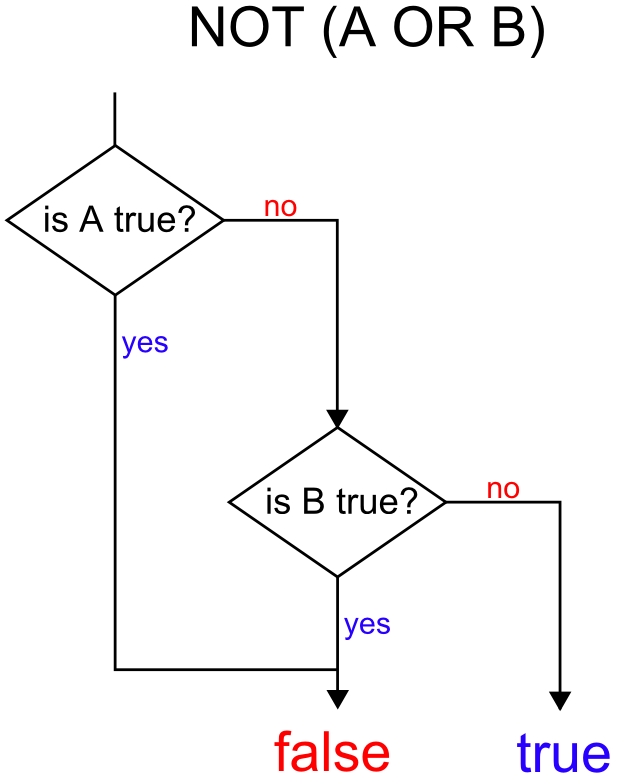 NOT (A OR B)
is A true?
no
yes
is B true?
no
yes
false
true